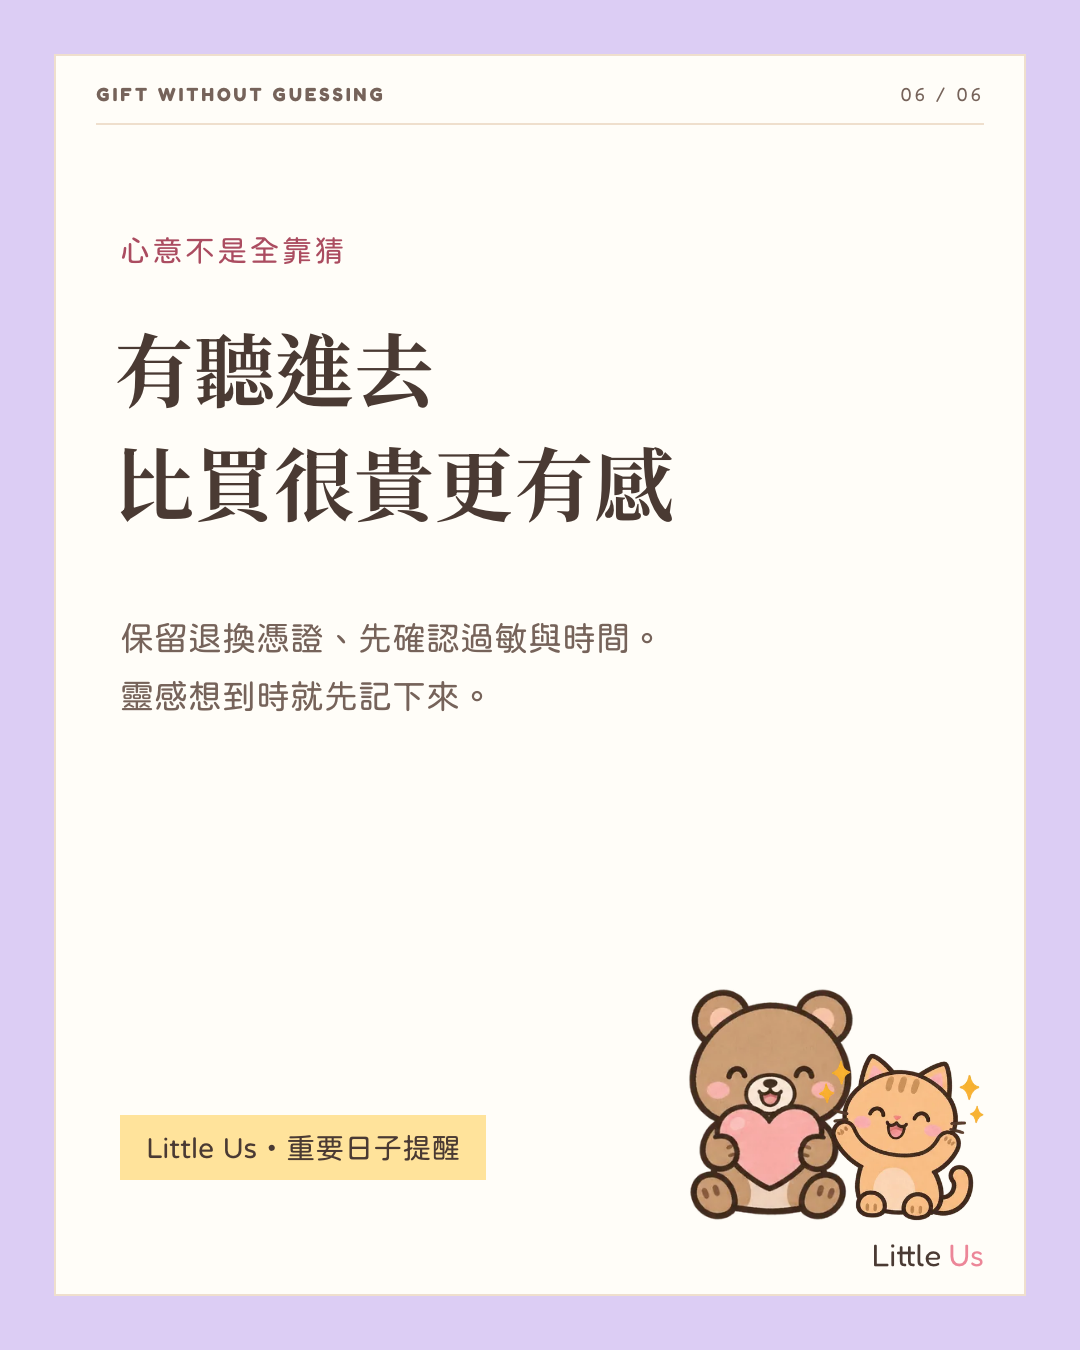 GIFT WITHOUT GUESSING
06 / 06
心意不是全靠猜
有聽進去
比買很貴更有感
保留退換憑證、先確認過敏與時間。
靈感想到時就先記下來。
Little Us・重要日子提醒
Little Us